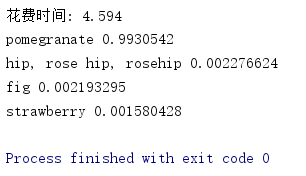 花费时间: 4.594
pomegranate 0.9930542
hip, rose hip, rosehip 0.002276624
fig 0.002193295
strawberry 0.001580428
Process finished with exit code 0